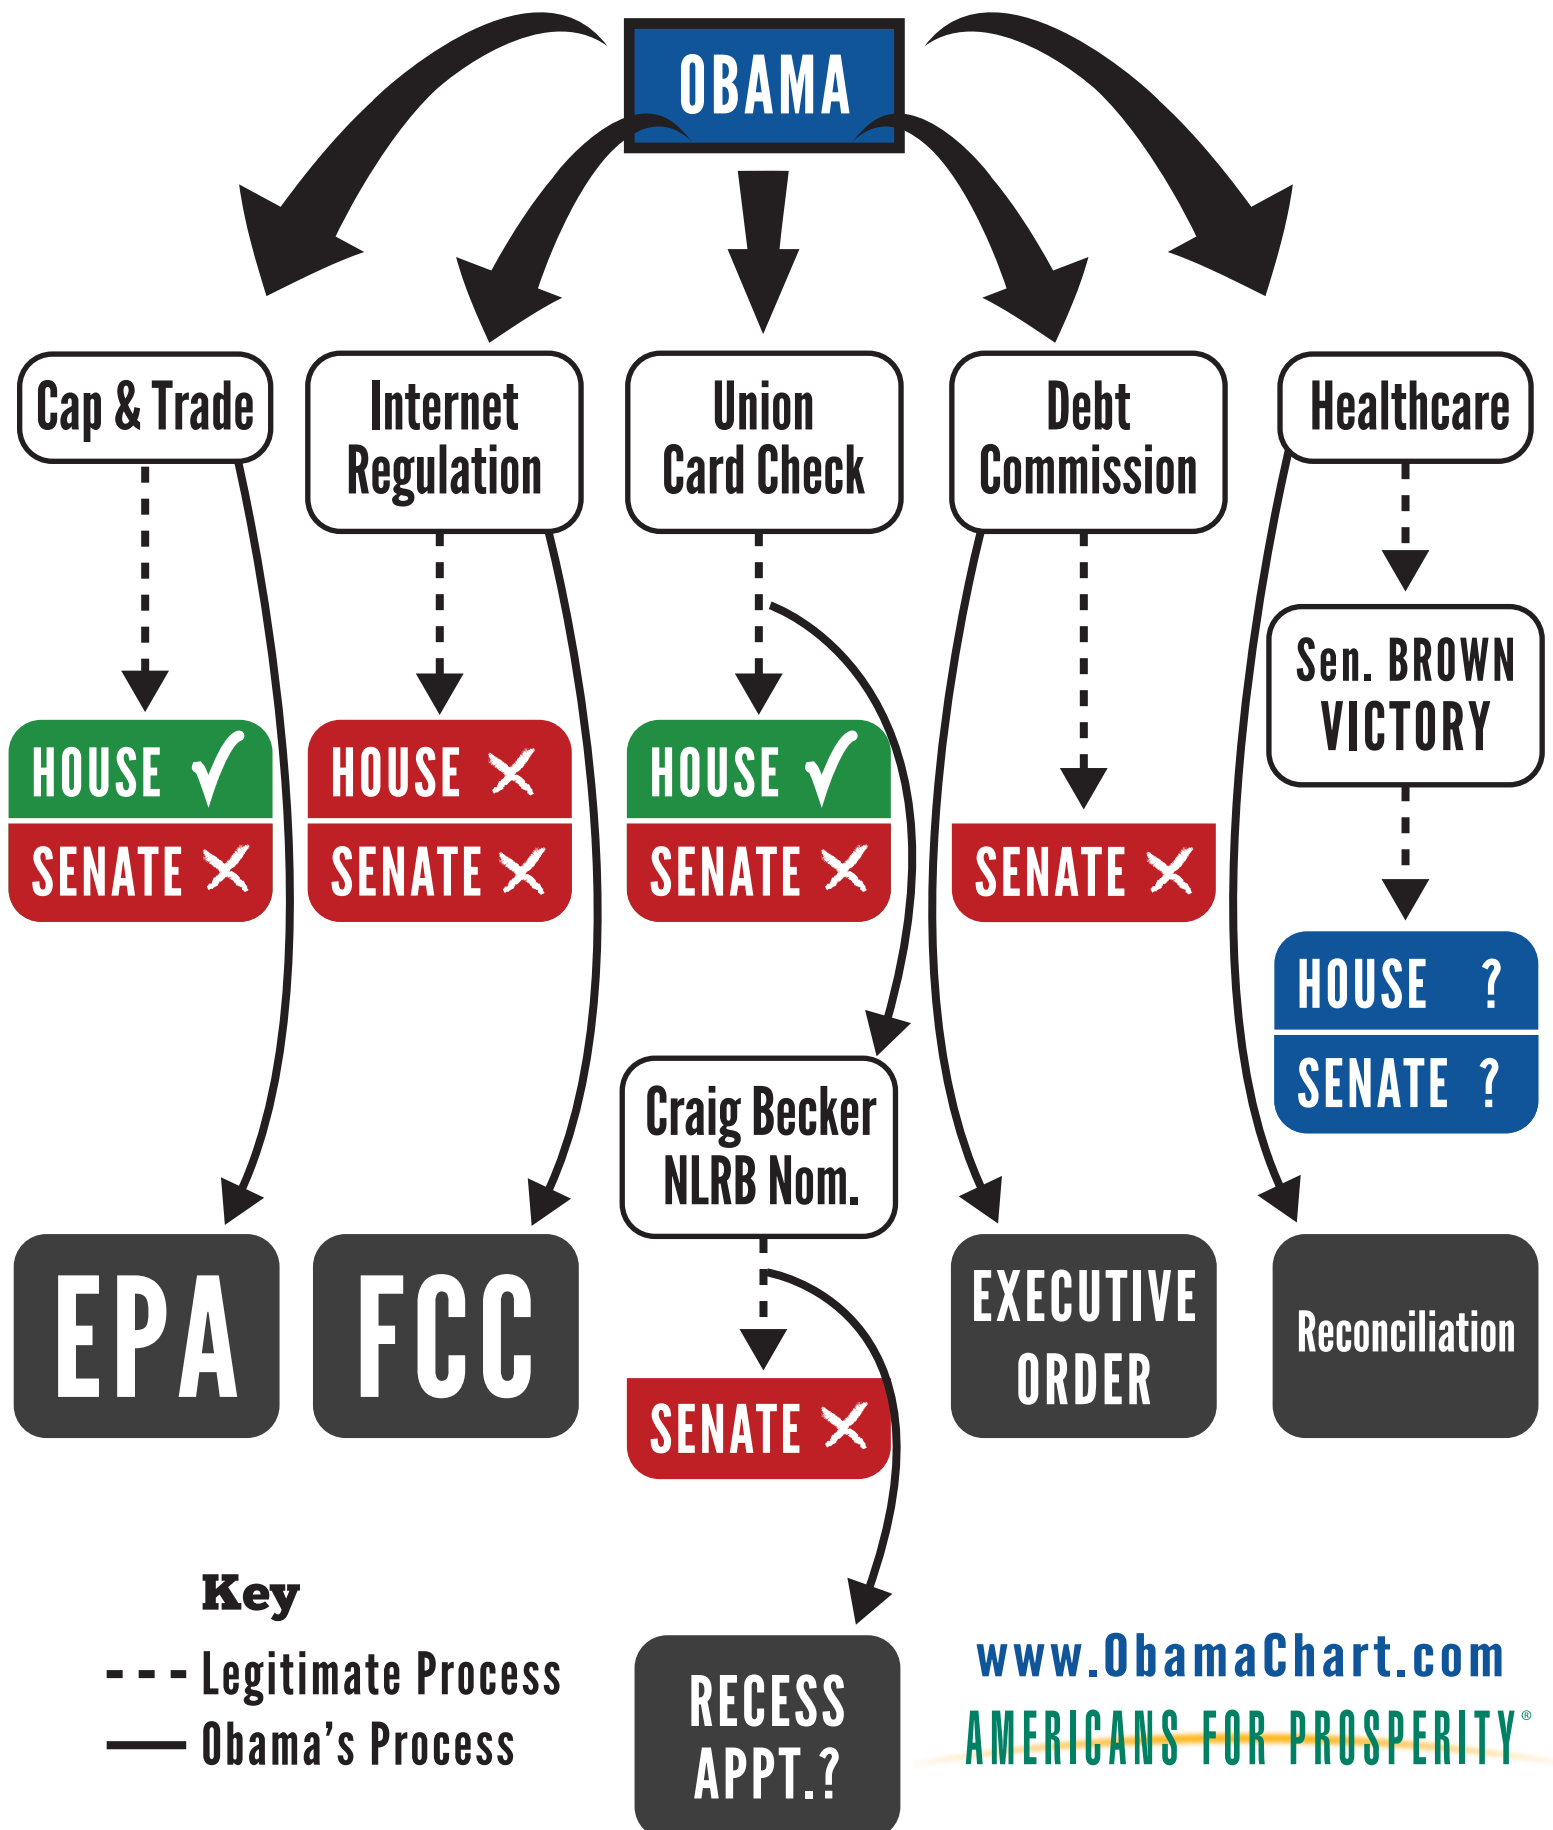 OBAMA
Cap & Trade
Internet
Regulation
Union
Card Check
Debt
Commission
Healthcare
Sen. BROWN
VICTORY
HOUSE
SENATE
HOUSE
SENATE
HOUSE
SENATE
SENATE
HOUSE ?
SENATE ?
Craig Becker
NLRB Nom.
EPA
FCC
SENATE
EXECUTIVE
ORDER
Reconciliation
RECESS
APPT.?
Key
Legitimate Process
Obama's Process
www.ObamaChart.com
AMERICANS FOR PROSPERITY®